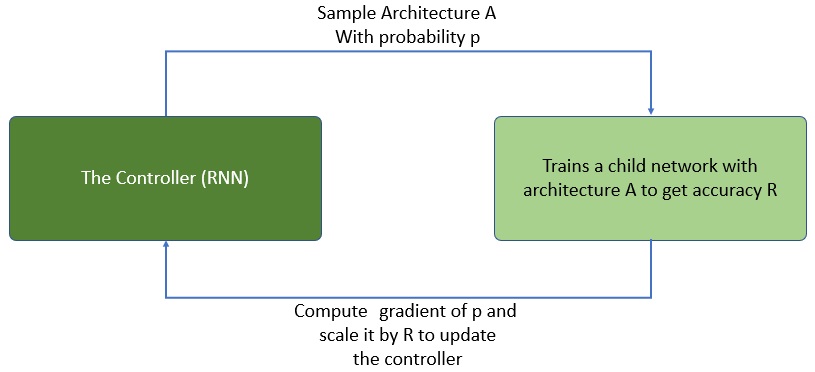 Sample Architecture A
With probability p
The Controller (RNN)
Trains a child network with
architecture A to get accuracy R
Compute gradient of p and
scale it by R to update
the controller